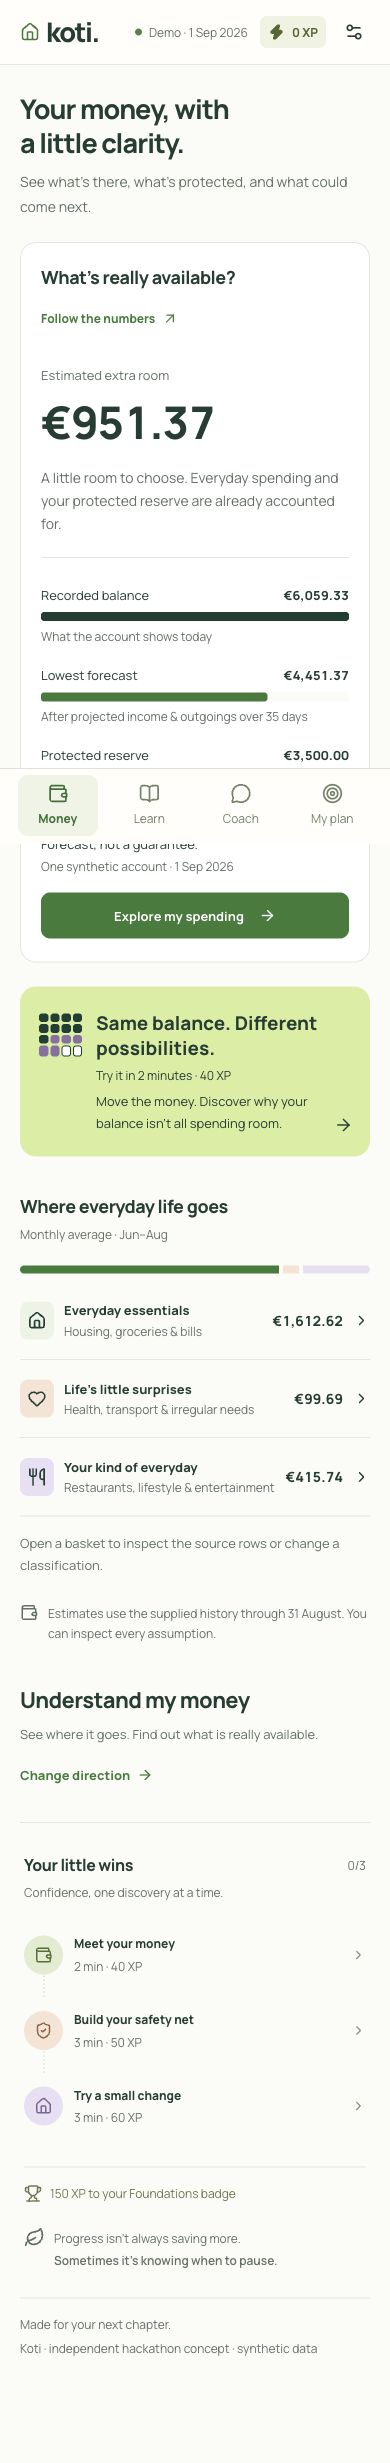 koti.
Demo · 1 Sep 2026
0 XP
Your money, with
a little clarity.
See what's there, what's protected, and what could
come next.
What's really available?
Follow the numbers
Estimated extra room
€951.37
A little room to choose. Everyday spending and
your protected reserve are already accounted
for.
Recorded balance €6,059.33
What the account shows today
Lowest forecast €4,451.37
After projected income & outgoings over 35 days
Protected reserve €3,500.00
Money Learn Coach My plan
Forecast, not a guarantee.
One synthetic account · 1 Sep 2026
Explore my spending
Same balance. Different
possibilities.
Try it in 2 minutes · 40 XP
Move the money. Discover why your
balance isn't all spending room.
Where everyday life goes
Monthly average · Jun–Aug
Everyday essentials €1,612.62
Housing, groceries & bills
Life's little surprises €99.69
Health, transport & irregular needs
Your kind of everyday €415.74
Restaurants, lifestyle & entertainment
Open a basket to inspect the source rows or change a
classification.
Estimates use the supplied history through 31 August. You
can inspect every assumption.
Understand my money
See where it goes. Find out what is really available.
Change direction
Your little wins 0/3
Confidence, one discovery at a time.
Meet your money
2 min · 40 XP
Build your safety net
3 min · 50 XP
Try a small change
3 min · 60 XP
150 XP to your Foundations badge
Progress isn't always saving more.
Sometimes it's knowing when to pause.
Made for your next chapter.
Koti · independent hackathon concept · synthetic data